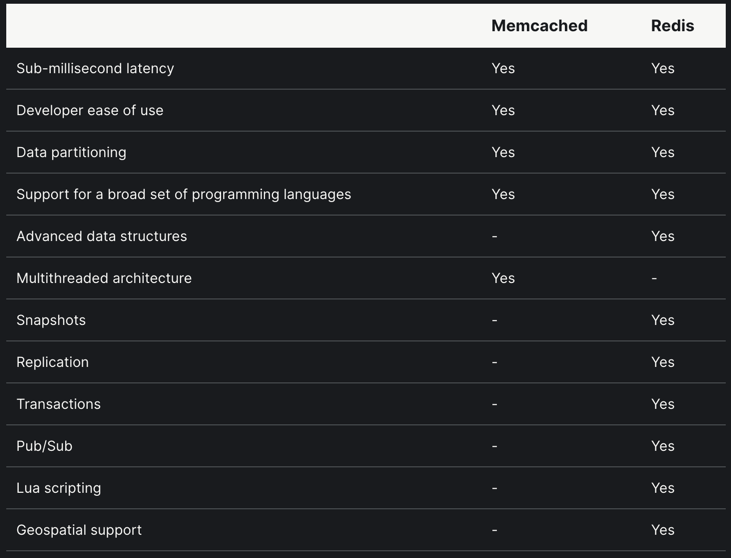 Memcached Redis
Sub-millisecond latency Yes Yes
Developer ease of use Yes Yes
Data partitioning Yes Yes
Support for a broad set of programming languages Yes Yes
Advanced data structures - Yes
Multithreaded architecture Yes -
Snapshots - Yes
Replication - Yes
Transactions - Yes
Pub/Sub - Yes
Lua scripting - Yes
Geospatial support - Yes